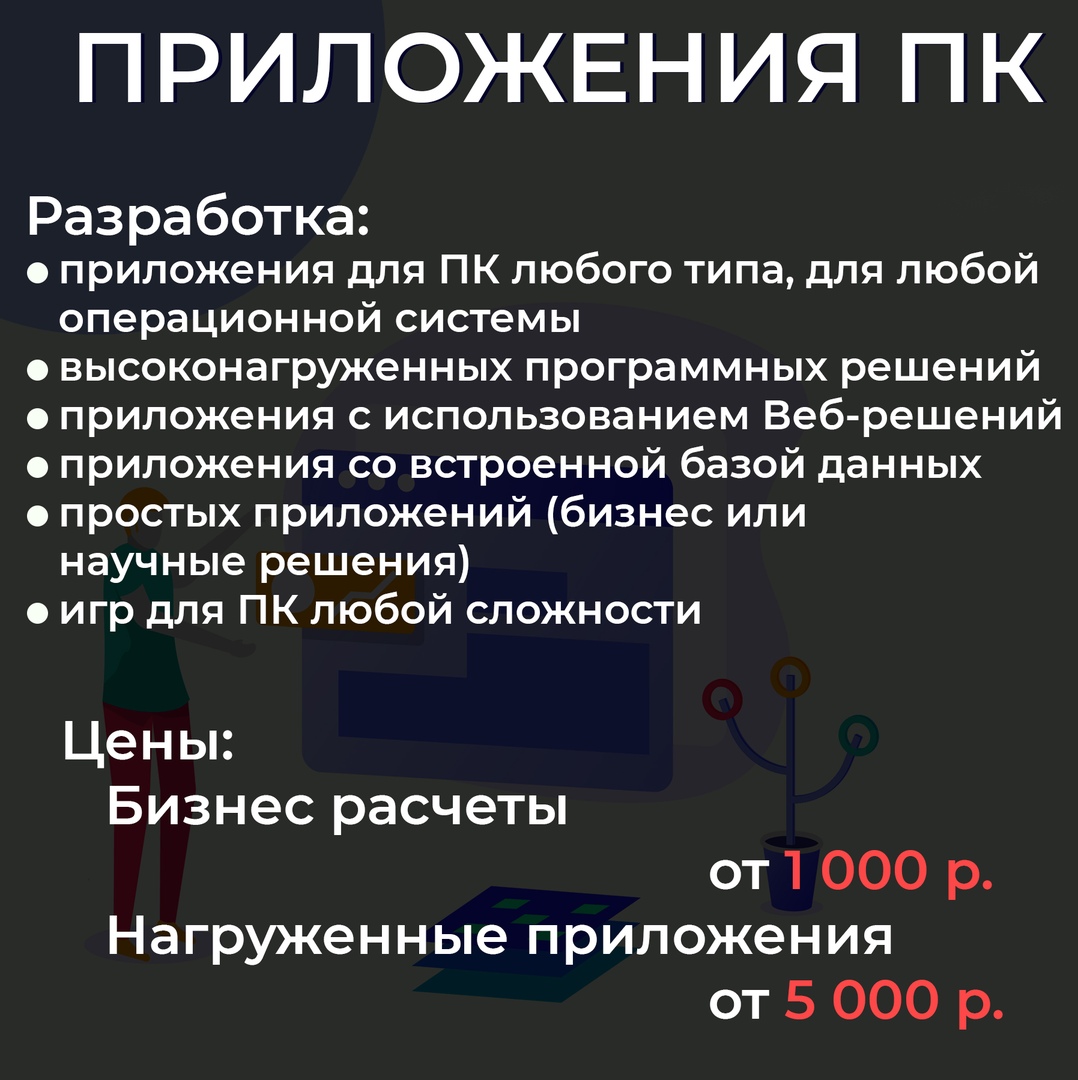 ПРИЛОЖЕНИЯ ПК
Разработка:
● приложения для ПК любого типа, для любой
операционной системы
● высоконагруженных программных решений
● приложения с использованием Веб-решений
● приложения со встроенной базой данных
● простых приложений (бизнес или
научные решения)
● игр для ПК любой сложности
Цены:
Бизнес расчеты
от 1 000 р.
Нагруженные приложения
от 5 000 р.